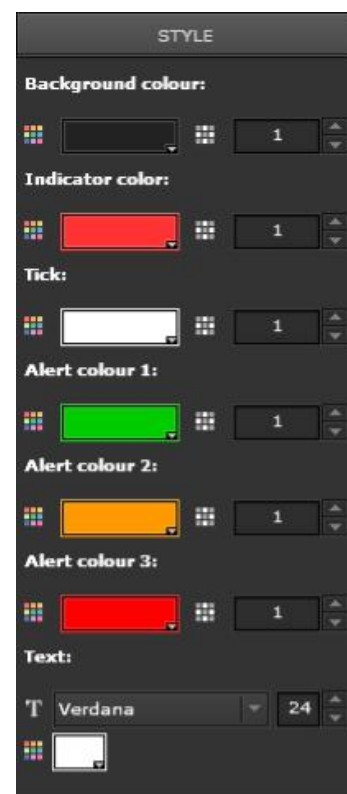 STYLE
Background colour:
1
Indicator color:
1
Tick:
1
Alert colour 1:
1
Alert colour 2:
1
Alert colour 3:
1
Text:
T Verdana 24